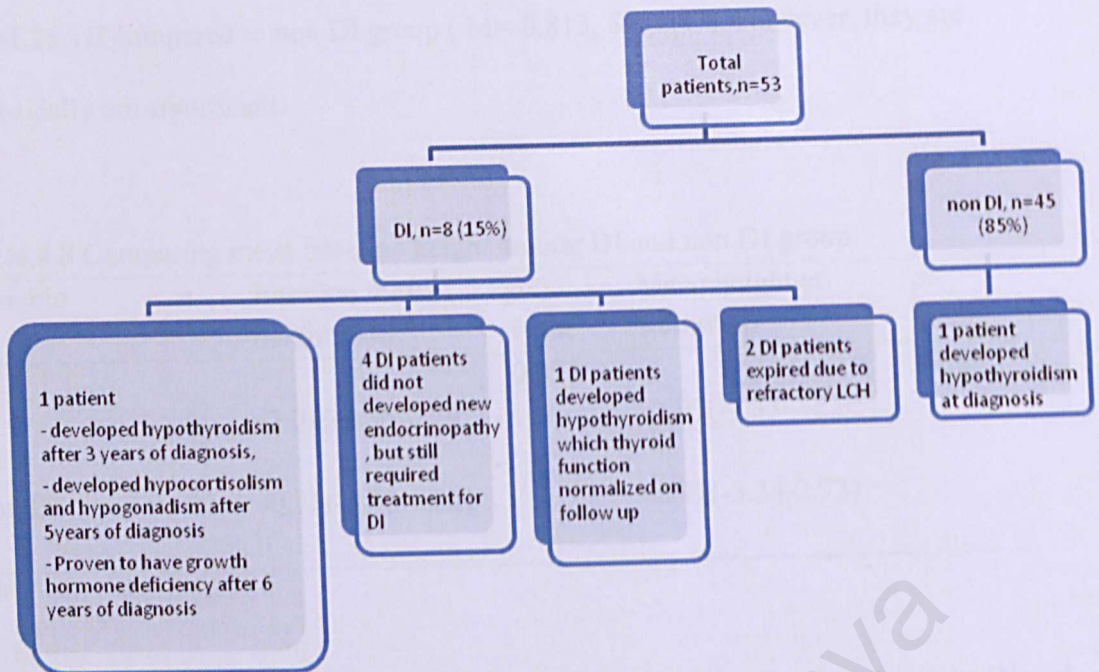 Total
patients,n=53
DI, n=8 (15%)
non DI, n=45
(85%)
1 patient
- developed hypothyroidism
after 3 years of diagnosis,
- developed hypocortisolism
and hypogonadism after
5years of diagnosis
-Proven to have growth
hormone deficiency after 6
years of diagnosis
4 DI patients
did not
developed new
endocrinopathy
, but still
required
treatment for
DI
1 DI patients
developed
hypothyroidism
which thyroid
function
normalized on
follow up
2 DI patients
expired due to
refractory LCH
1 patient
developed
hypothyroidism
at diagnosis